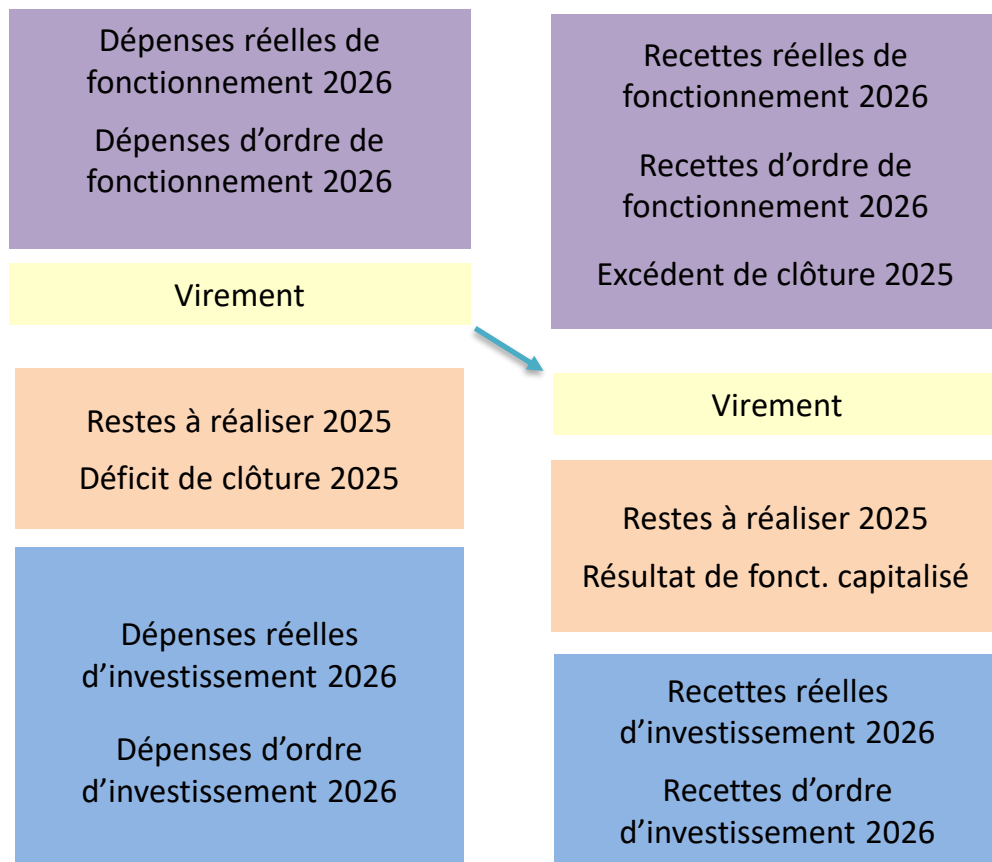 Dépenses réelles de
fonctionnement 2026
Dépenses d’ordre de
fonctionnement 2026
Virement
Restes à réaliser 2025
Déficit de clôture 2025
Dépenses réelles
d’investissement 2026
Dépenses d’ordre
d’investissement 2026
Recettes réelles de
fonctionnement 2026
Recettes d’ordre de
fonctionnement 2026
Excédent de clôture 2025
Virement
Restes à réaliser 2025
Résultat de fonct. capitalisé
Recettes réelles
d’investissement 2026
Recettes d’ordre
d’investissement 2026